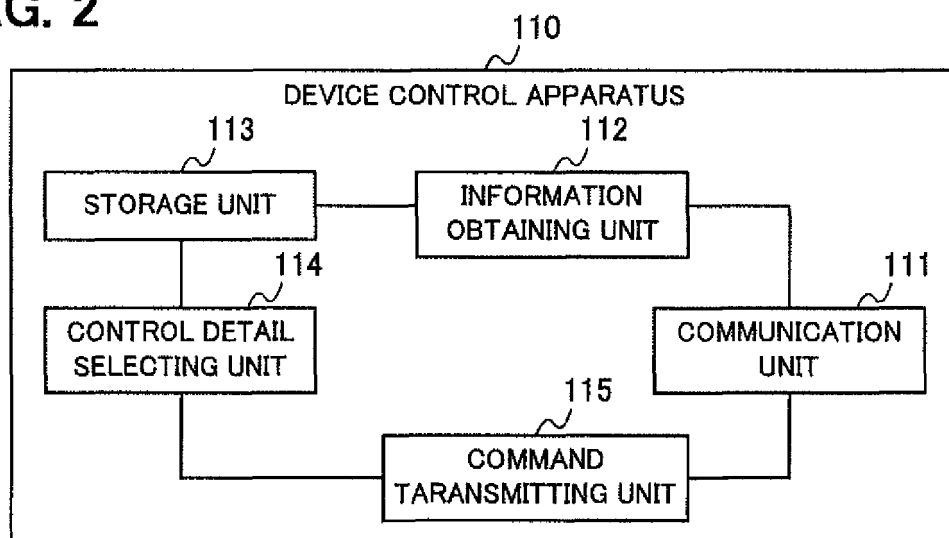 FIG. 2
110
DEVICE CONTROL APPARATUS
113
112
STORAGE UNIT
INFORMATION
OBTAINING UNIT
114
111
CONTROL DETAIL
SELECTING UNIT
COMMUNICATION
UNIT
115
COMMAND
TARANSMITTING UNIT